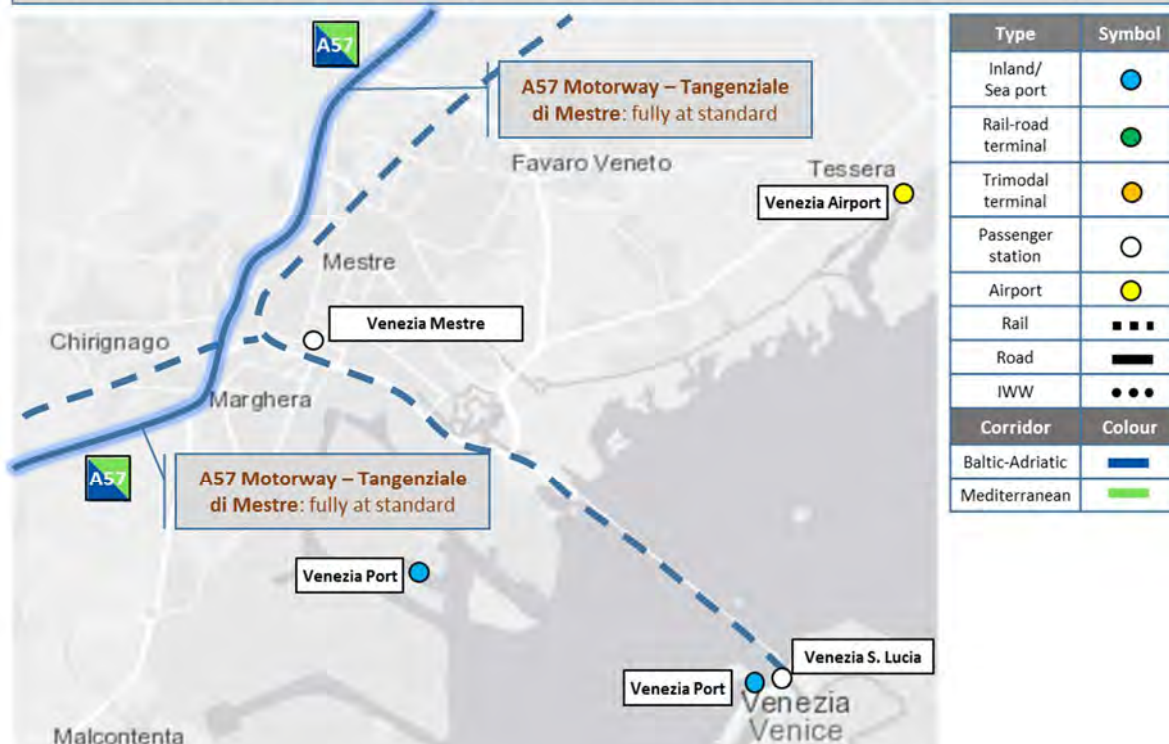 A57
A57 Motorway – Tangenziale
di Mestre: fully at standard
Favaro Veneto
Tessera
Venezia Airport
Mestre
Venezia Mestre
Chirignago
Marghera
A57
A57 Motorway – Tangenziale
di Mestre: fully at standard
Venezia Port
Venezia S. Lucia
Venezia Port
Venezia
Venice
Malcontenta
Type Symbol
Inland/
Sea port
Rail-road
terminal
Trimodal
terminal
Passenger
station
Airport
Rail
Road
IWW
Corridor Colour
Baltic-Adriatic
Mediterranean